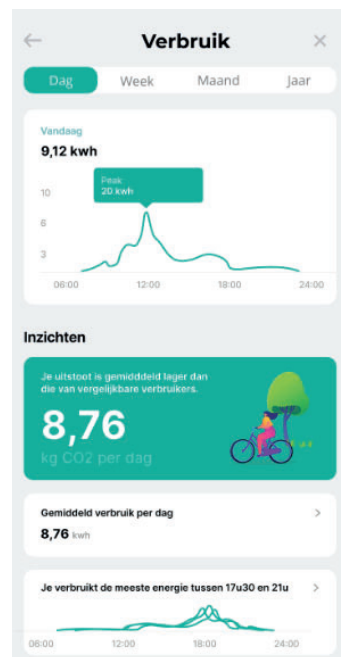 Verbruik
Dag Week Maand Jaar
Vandaag
9,12 kwh
Peak
20 kwh
10
6
3
06:00 12:00 18:00 24:00
Inzichten
Je uitstoot is gemidddeld lager dan
die van vergelijkbare verbruikers.
8,76
kg CO2 per dag
Gemiddeld verbruik per dag
8,76 kwh
Je verbruikt de meeste energie tussen 17u30 en 21u
06:00 12:00 18:00 24:00